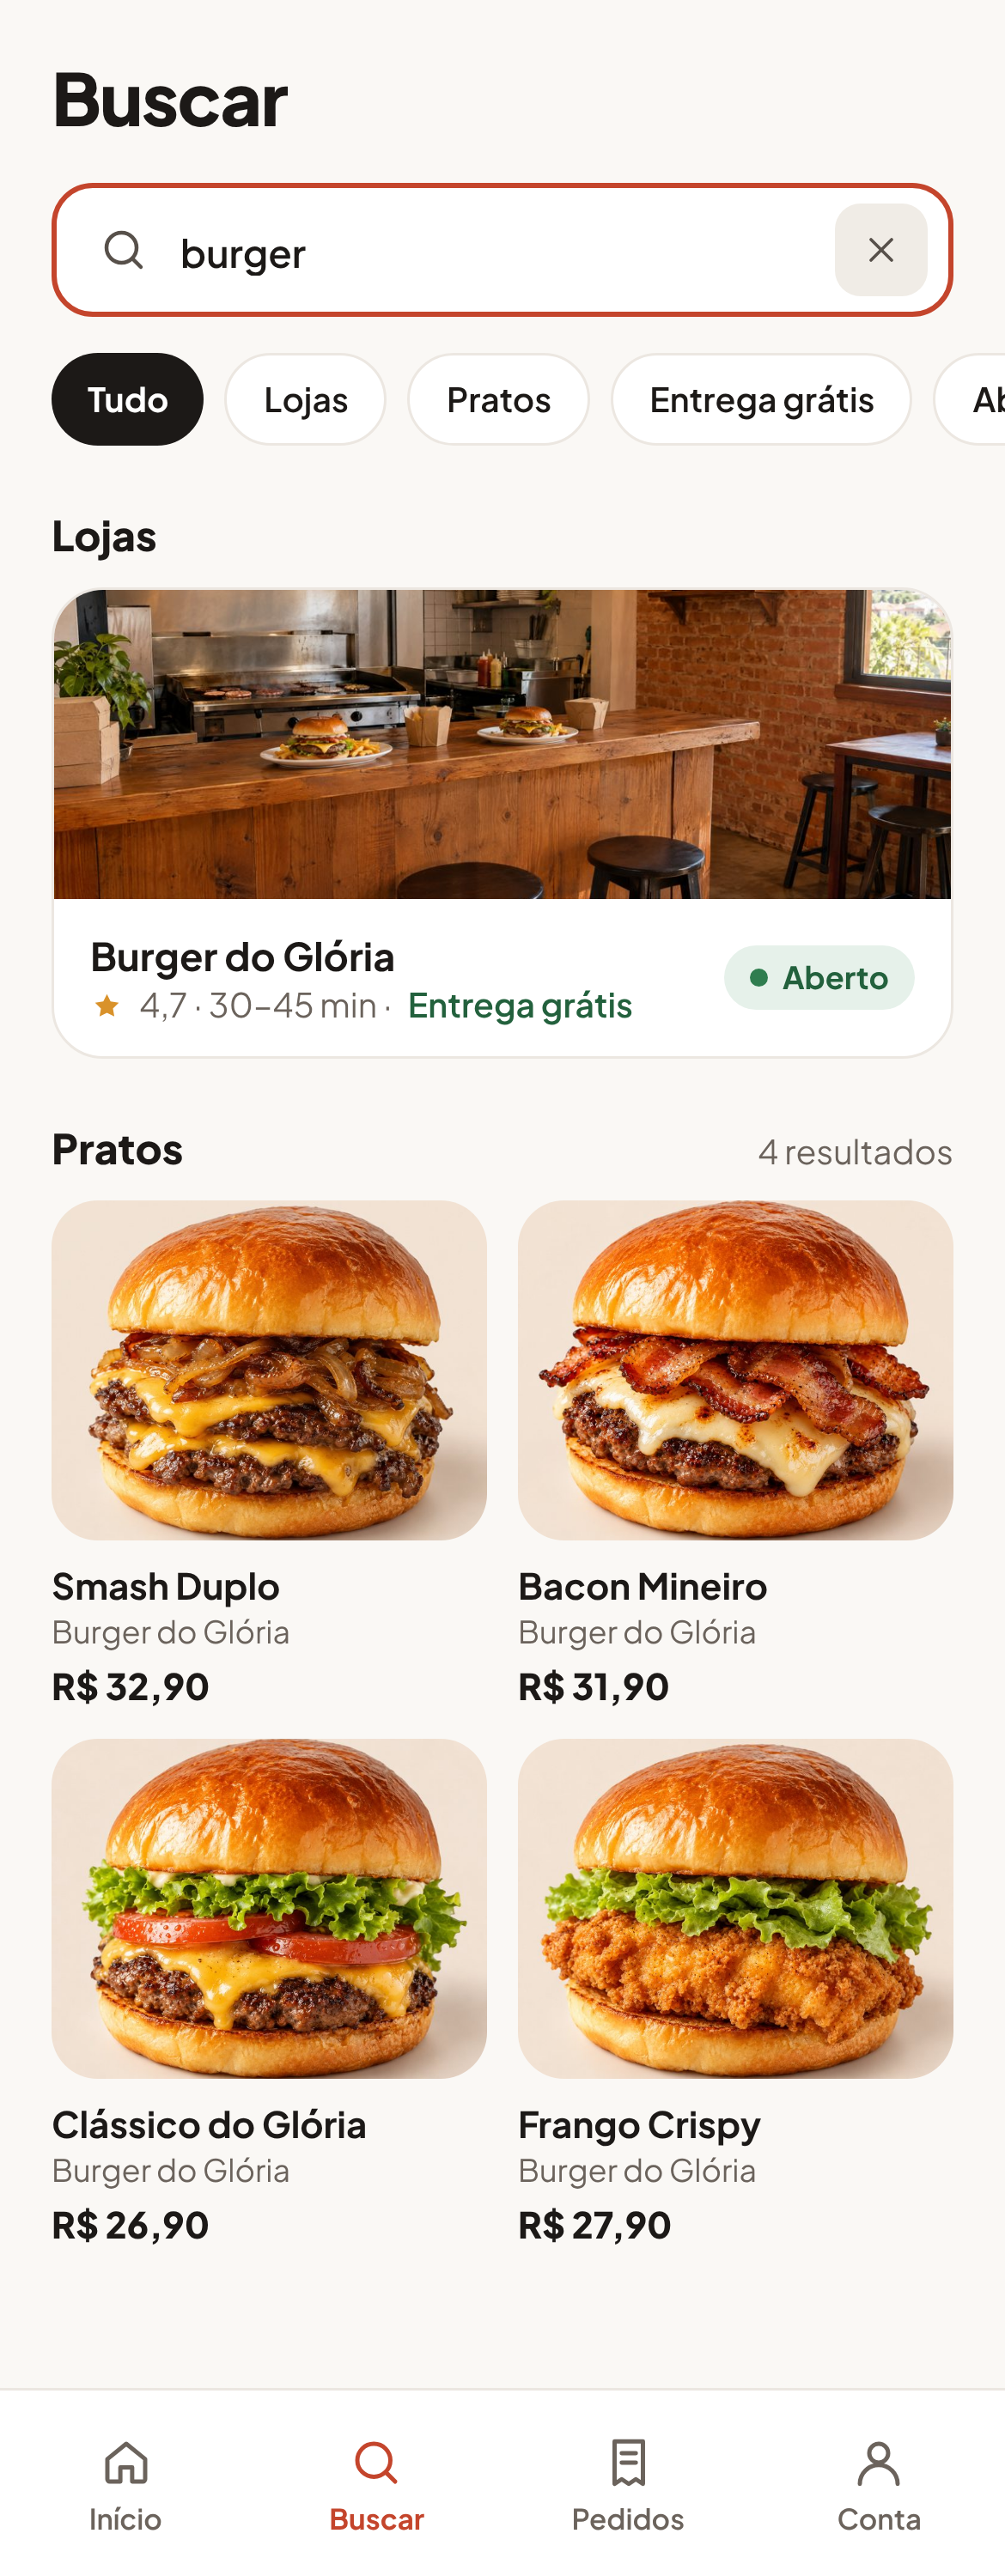 Buscar
burger
Tudo
Lojas
Pratos
Entrega grátis
Ab
Lojas
Burger do Glória
4,7 · 30–45 min · Entrega grátis
Aberto
Pratos
4 resultados
Smash Duplo
Burger do Glória
R$ 32,90
Bacon Mineiro
Burger do Glória
R$ 31,90
Clássico do Glória
Burger do Glória
R$ 26,90
Frango Crispy
Burger do Glória
R$ 27,90
Início
Buscar
Pedidos
Conta